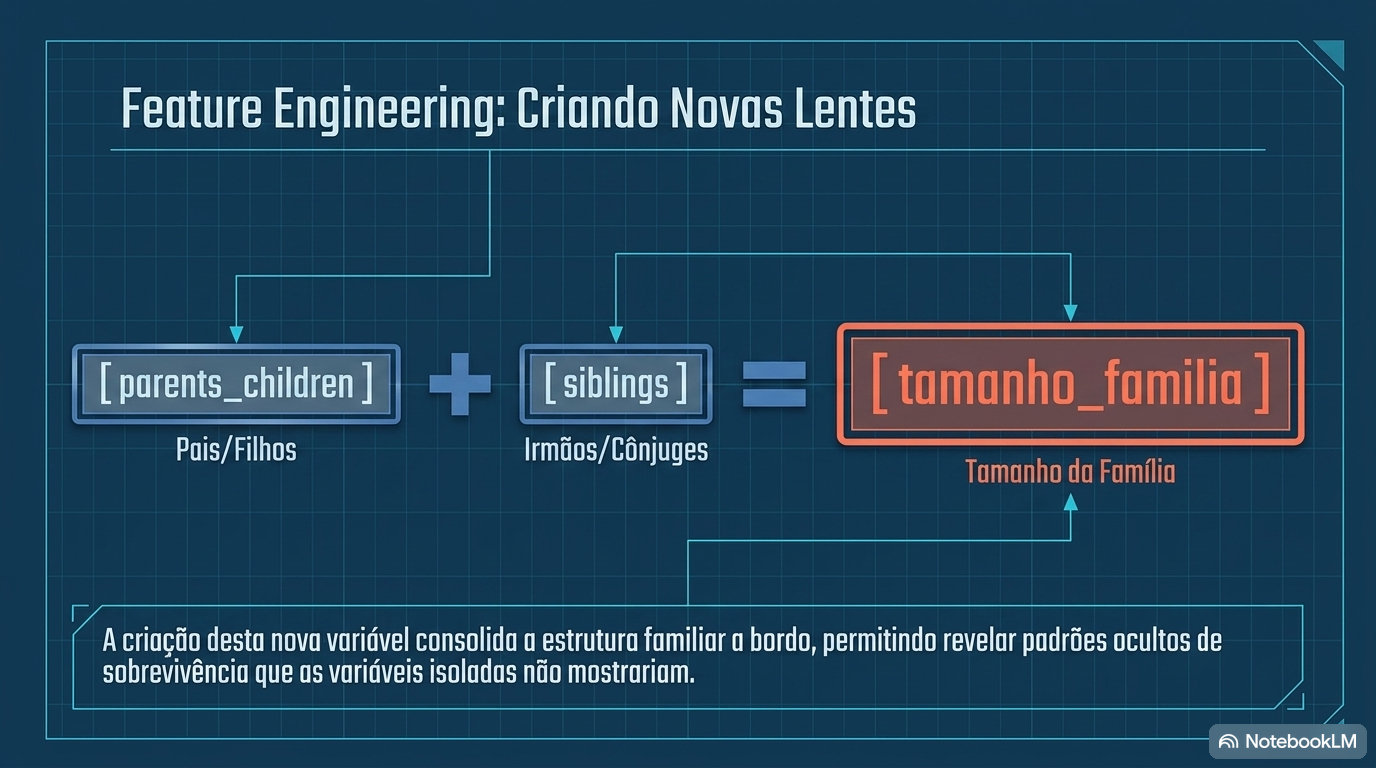 Feature Engineering: Criando Novas Lentes
[ parents_children ] + [ siblings ] = [ tamanho_familia ]
Pais/Filhos
Irmãos/Cônjuges
Tamanho da Família
A criação desta nova variável consolida a estrutura familiar a bordo, permitindo revelar padrões ocultos de
sobrevivência que as variáveis isoladas não mostrariam.
NotebookLM